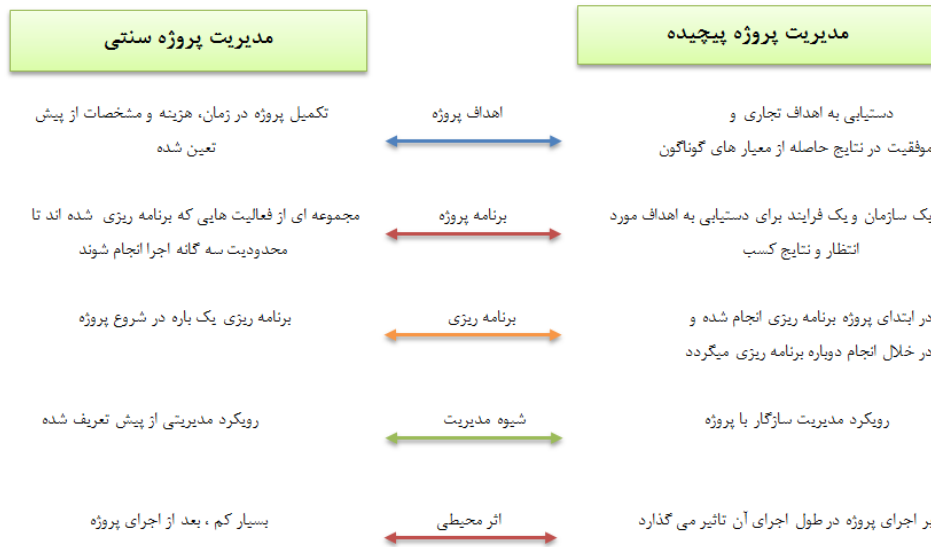 مدیریت پروژه پیچیده
مدیریت پروژه سنتی
دستیابی به اهداف تجاری و
موفقیت در نتایج حاصله از معیار های گوناگون
اهداف پروژه
تکمیل پروژه در زمان، هزینه و مشخصات از پیش
تعین شده
یک سازمان و یک فرایند برای دستیابی به اهداف مورد
انتظار و نتایج کسب
برنامه پروژه
مجموعه ای از فعالیت هایی که برنامه ریزی شده اند تا
محدودیت سه گانه اجرا انجام شوند
در ابتدای پروژه برنامه ریزی انجام شده و
در خلال انجام دوباره برنامه ریزی میگردد
برنامه ریزی
برنامه ریزی یک باره در شروع پروژه
رویکرد مدیریت سازگار با پروژه
شیوه مدیریت
رویکرد مدیریتی از پیش تعریف شده
بر اجرای پروژه در طول اجرای آن تاثیر می گذارد
اثر محیطی
بسیار کم ، بعد از اجرای پروژه